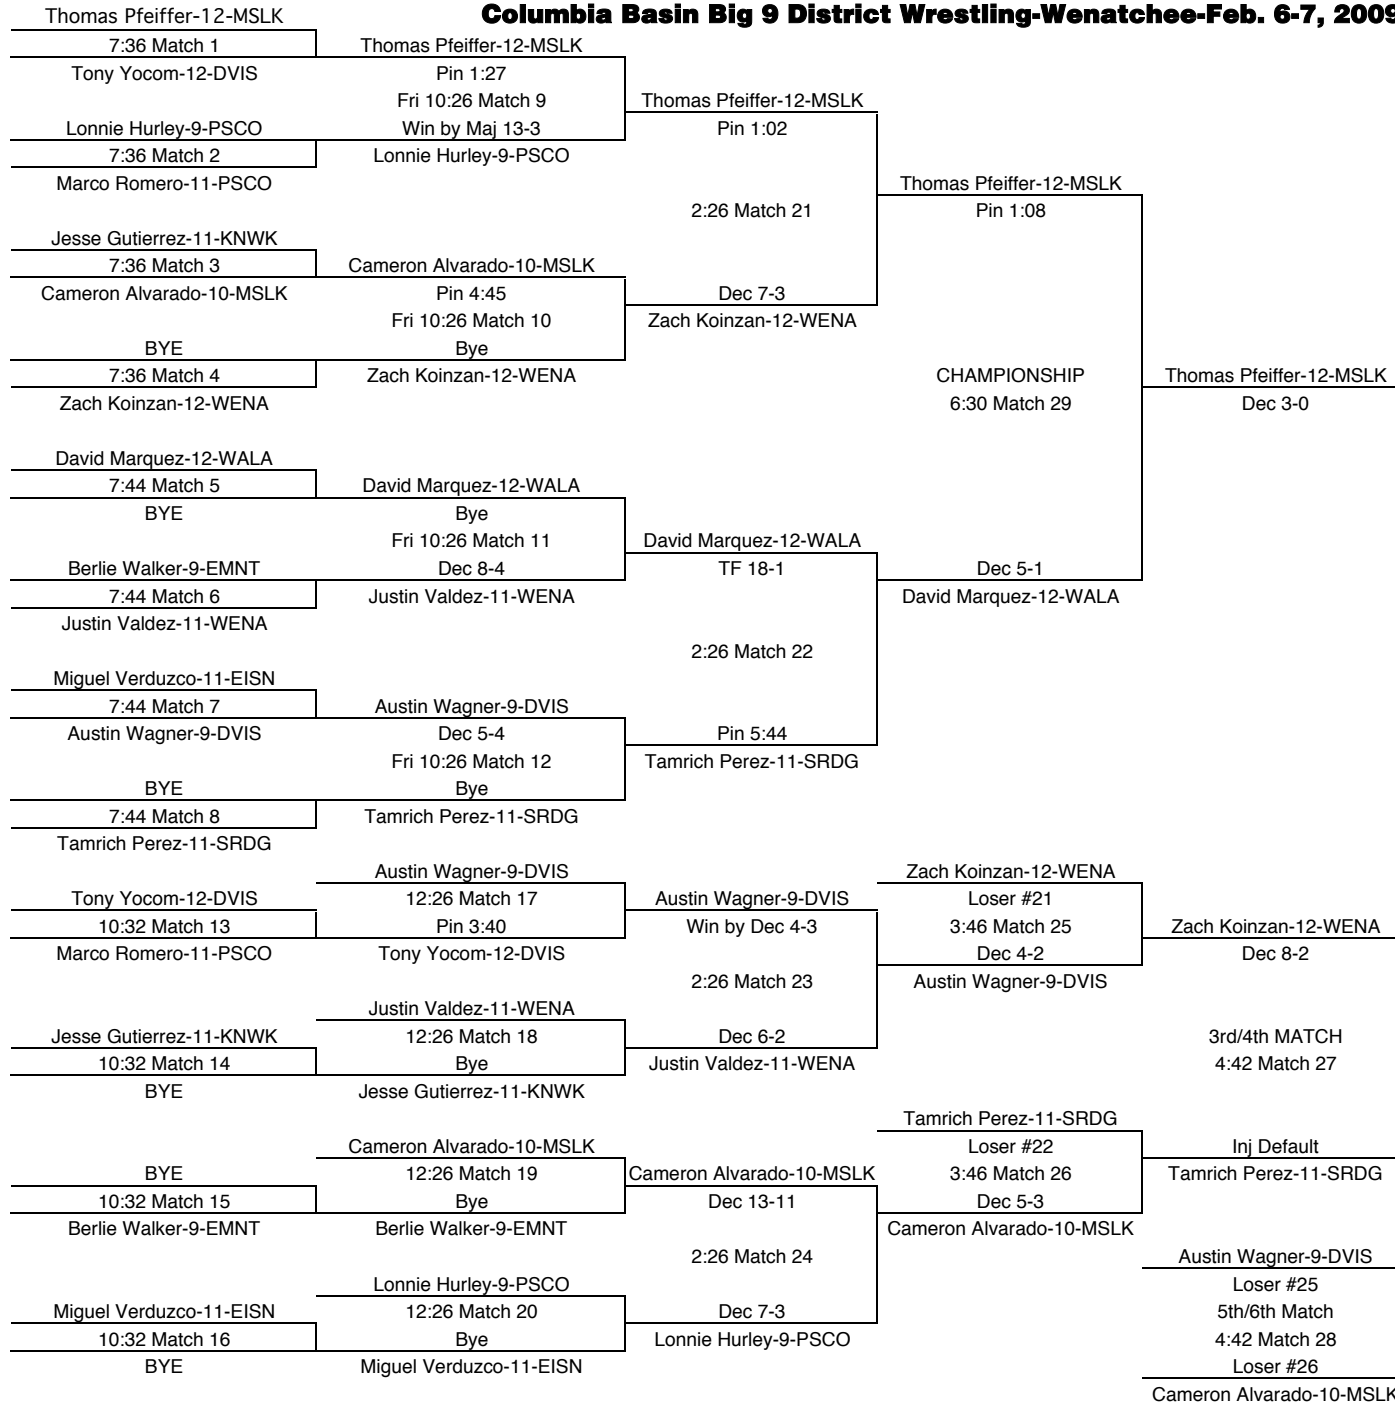 Columbia Basin Big 9 District Wrestling-Wenatchee-Feb. 6-7, 2009
Thomas Pfeiffer-12-MSLK
7:36 Match 1
Tony Yocom-12-DVIS
Lonnie Hurley-9-PSCO
7:36 Match 2
Marco Romero-11-PSCO
Jesse Gutierrez-11-KNWK
7:36 Match 3
Cameron Alvarado-10-MSLK
BYE
7:36 Match 4
Zach Koinzan-12-WENA
David Marquez-12-WALA
7:44 Match 5
BYE
Berlie Walker-9-EMNT
7:44 Match 6
Justin Valdez-11-WENA
Miguel Verduzco-11-EISN
7:44 Match 7
Austin Wagner-9-DVIS
BYE
7:44 Match 8
Tamrich Perez-11-SRDG
Thomas Pfeiffer-12-MSLK
Pin 1:27
Fri 10:26 Match 9
Win by Maj 13-3
Lonnie Hurley-9-PSCO
Cameron Alvarado-10-MSLK
Pin 4:45
Fri 10:26 Match 10
Bye
Zach Koinzan-12-WENA
David Marquez-12-WALA
Bye
Fri 10:26 Match 11
Dec 8-4
Justin Valdez-11-WENA
Austin Wagner-9-DVIS
Dec 5-4
Fri 10:26 Match 12
Bye
Tamrich Perez-11-SRDG
Thomas Pfeiffer-12-MSLK
Pin 1:02
2:26 Match 21
Dec 7-3
Zach Koinzan-12-WENA
David Marquez-12-WALA
TF 18-1
2:26 Match 22
Pin 5:44
Tamrich Perez-11-SRDG
Thomas Pfeiffer-12-MSLK
Pin 1:08
CHAMPIONSHIP
6:30 Match 29
Dec 5-1
David Marquez-12-WALA
Thomas Pfeiffer-12-MSLK
Dec 3-0
Tony Yocom-12-DVIS
10:32 Match 13
Marco Romero-11-PSCO
Jesse Gutierrez-11-KNWK
10:32 Match 14
BYE
BYE
10:32 Match 15
Berlie Walker-9-EMNT
Miguel Verduzco-11-EISN
10:32 Match 16
BYE
Austin Wagner-9-DVIS
12:26 Match 17
Pin 3:40
Tony Yocom-12-DVIS
Justin Valdez-11-WENA
12:26 Match 18
Bye
Jesse Gutierrez-11-KNWK
Cameron Alvarado-10-MSLK
12:26 Match 19
Bye
Berlie Walker-9-EMNT
Lonnie Hurley-9-PSCO
12:26 Match 20
Bye
Miguel Verduzco-11-EISN
Austin Wagner-9-DVIS
Win by Dec 4-3
2:26 Match 23
Dec 6-2
Justin Valdez-11-WENA
Cameron Alvarado-10-MSLK
Dec 13-11
2:26 Match 24
Dec 7-3
Lonnie Hurley-9-PSCO
Zach Koinzan-12-WENA
Loser #21
3:46 Match 25
Dec 4-2
Austin Wagner-9-DVIS
Tamrich Perez-11-SRDG
Loser #22
3:46 Match 26
Dec 5-3
Cameron Alvarado-10-MSLK
Zach Koinzan-12-WENA
Dec 8-2
3rd/4th MATCH
4:42 Match 27
Inj Default
Tamrich Perez-11-SRDG
Austin Wagner-9-DVIS
Loser #25
5th/6th Match
4:42 Match 28
Loser #26
Cameron Alvarado-10-MSLK